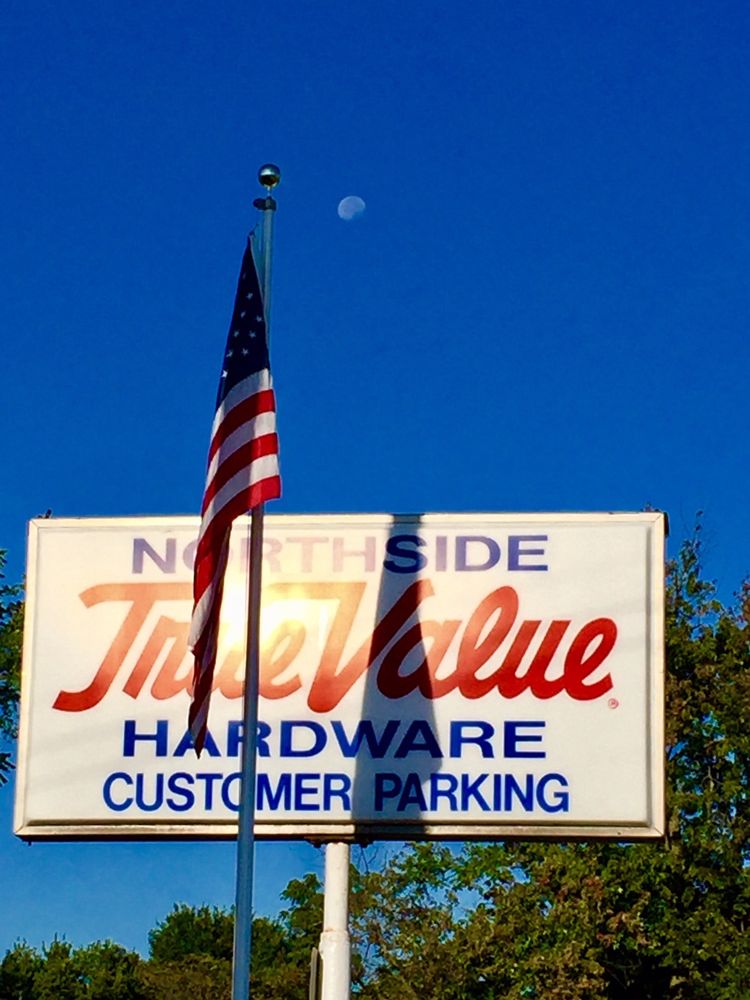 NORTHSIDE
True Value®
HARDWARE
CUSTOMER PARKING